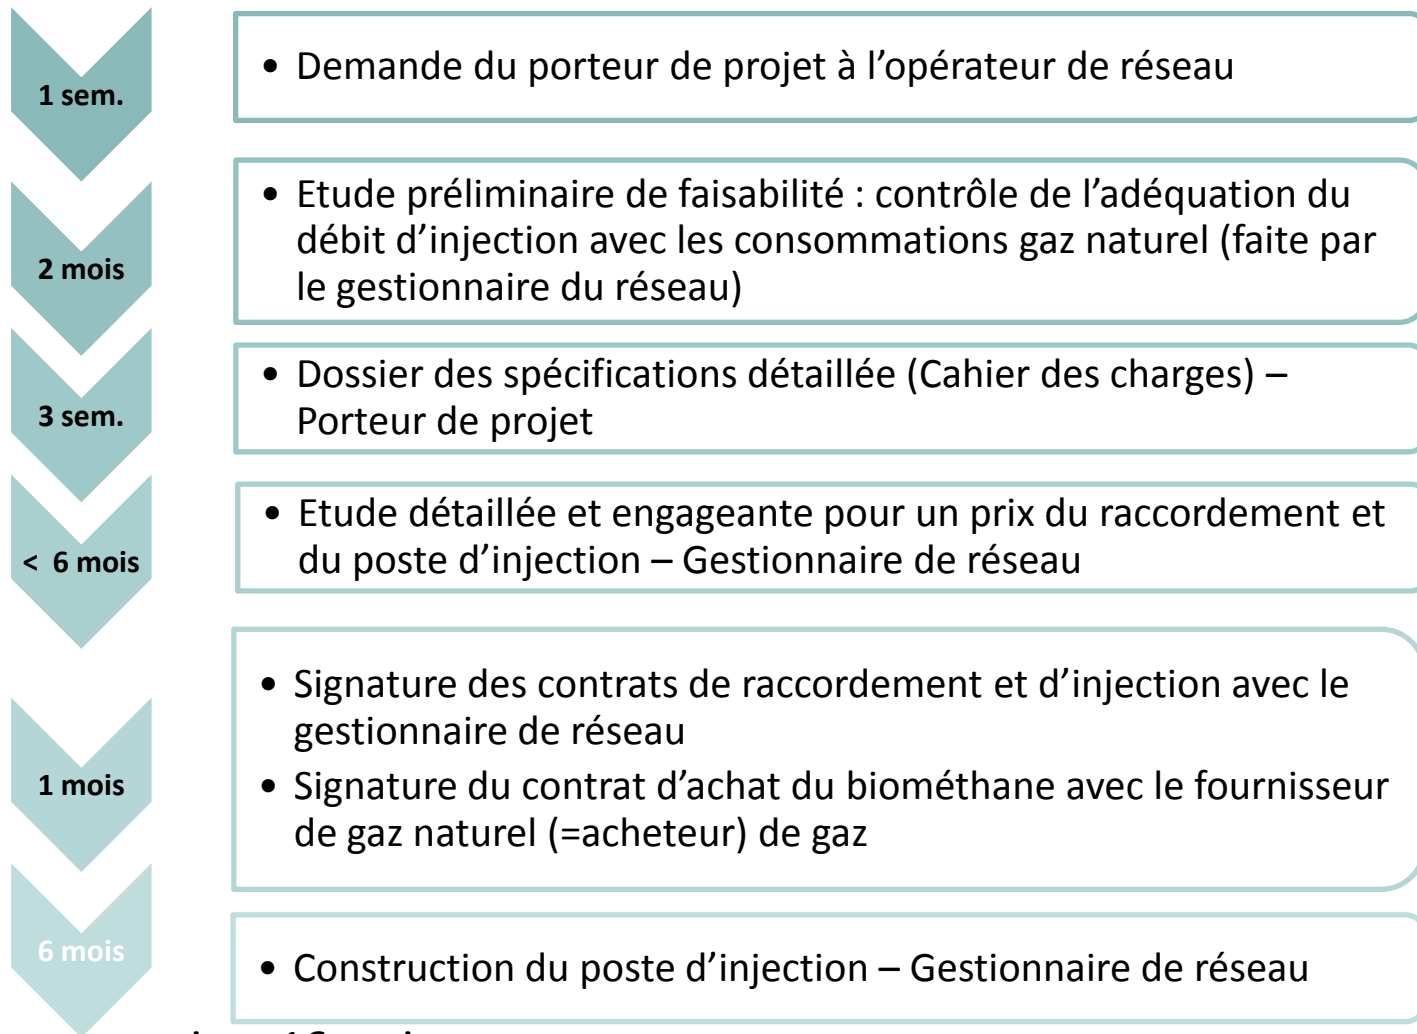 1 sem.
• Demande du porteur de projet à l’opérateur de réseau
2 mois
• Etude préliminaire de faisabilité : contrôle de l’adéquation du
débit d’injection avec les consommations gaz naturel (faite par
le gestionnaire du réseau)
3 sem.
• Dossier des spécifications détaillée (Cahier des charges) –
Porteur de projet
< 6 mois
• Etude détaillée et engageante pour un prix du raccordement et
du poste d’injection – Gestionnaire de réseau
1 mois
• Signature des contrats de raccordement et d’injection avec le
gestionnaire de réseau
• Signature du contrat d’achat du biométhane avec le fournisseur
de gaz naturel (=acheteur) de gaz
6 mois
• Construction du poste d’injection – Gestionnaire de réseau